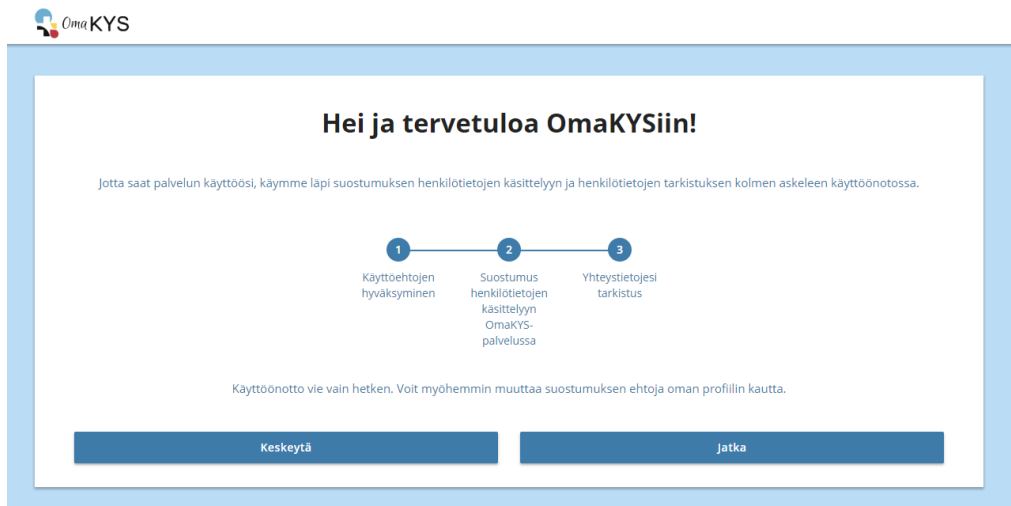 Oma KYS
Hei ja tervetuloa OmaKYSiin!
Jotta saat palvelun käyttöösi, käymme läpi suostumuksen henkilötietojen käsittelyyn ja henkilötietojen tarkistuksen kolmen askeleen käyttöönotossa.
1
2
3
Käyttöehtojen
hyväksyminen
Suostumus
henkilötietojen
käsittelyyn
OmaKYS-
palvelussa
Yhteystietojesi
tarkistus
Käyttöönotto vie vain hetken. Voit myöhemmin muuttaa suostumuksen ehtoja oman profiilin kautta.
Keskeytä
Jatka